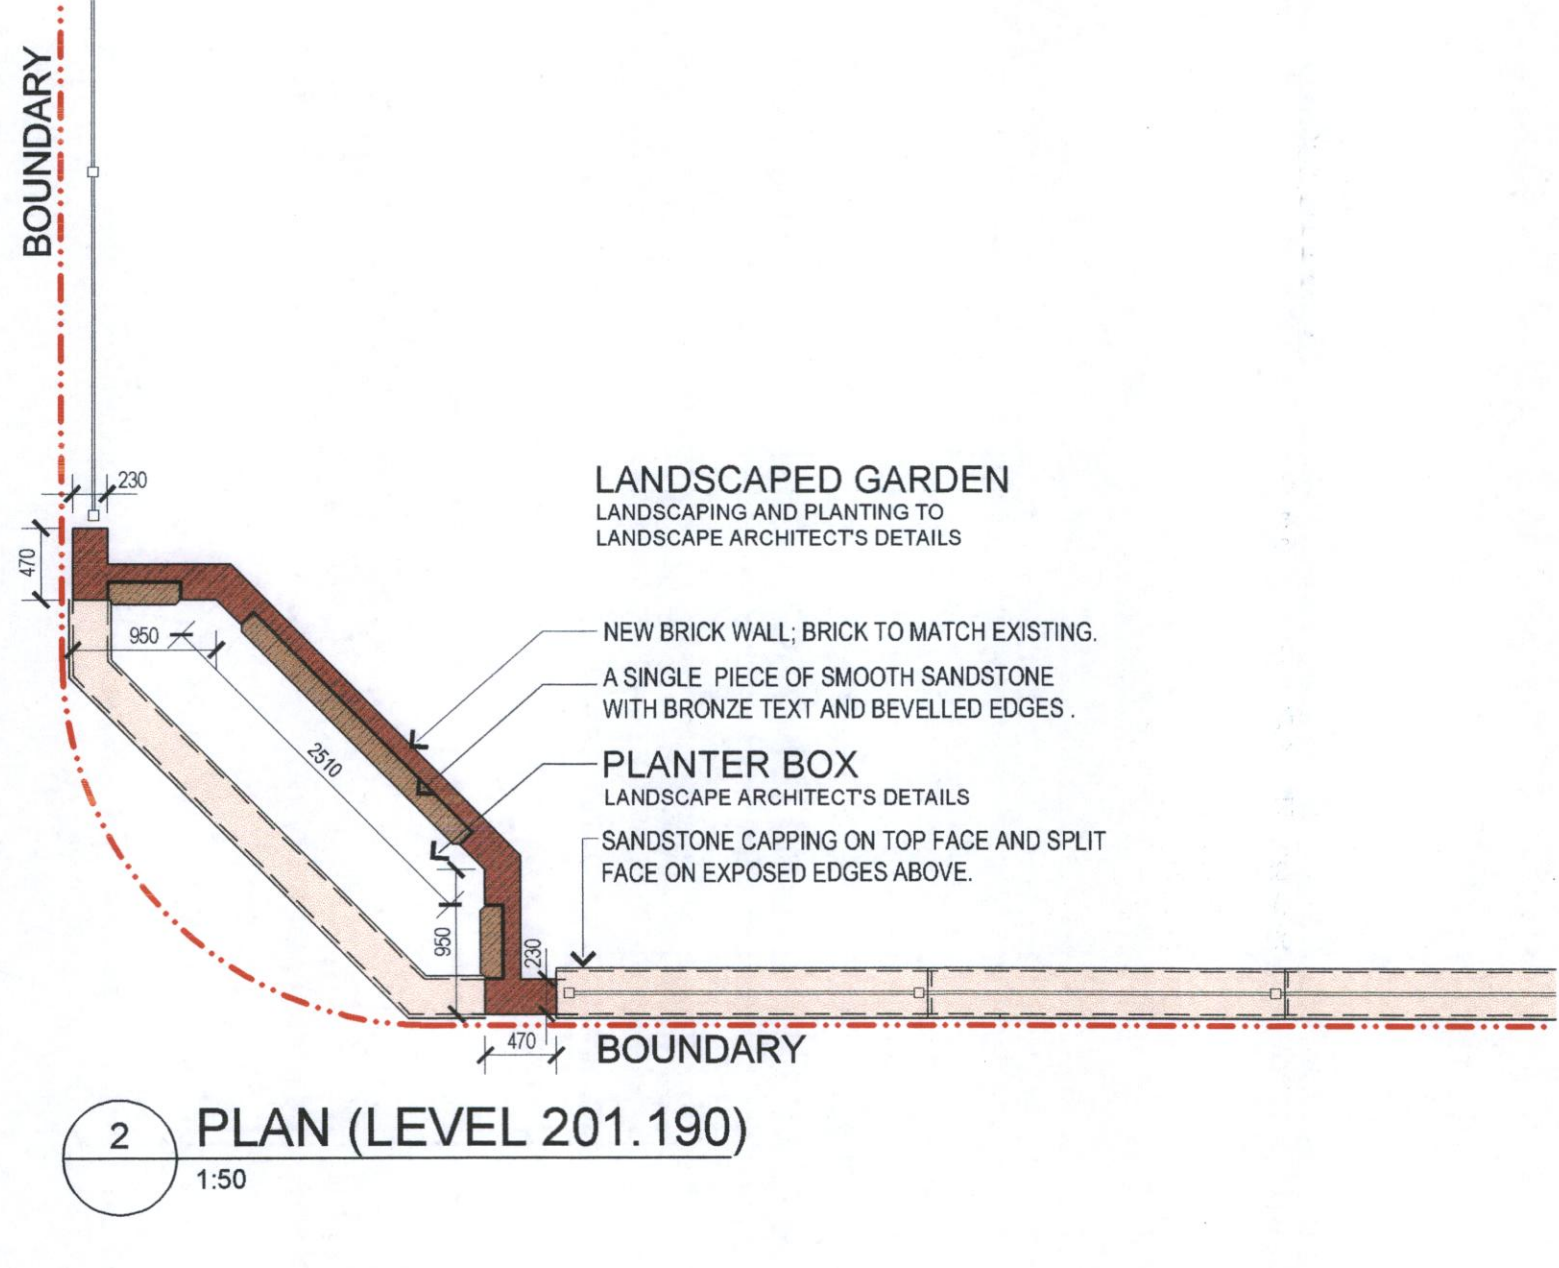 BOUNDARY
230
LANDSCAPED GARDEN
LANDSCAPING AND PLANTING TO
LANDSCAPE ARCHITECT'S DETAILS
470
950
NEW BRICK WALL; BRICK TO MATCH EXISTING.
A SINGLE PIECE OF SMOOTH SANDSTONE
WITH BRONZE TEXT AND BEVELLED EDGES .
2510
PLANTER BOX
LANDSCAPE ARCHITECT'S DETAILS
SANDSTONE CAPPING ON TOP FACE AND SPLIT
FACE ON EXPOSED EDGES ABOVE.
950
230
470
BOUNDARY
2
PLAN (LEVEL 201.190)
1:50